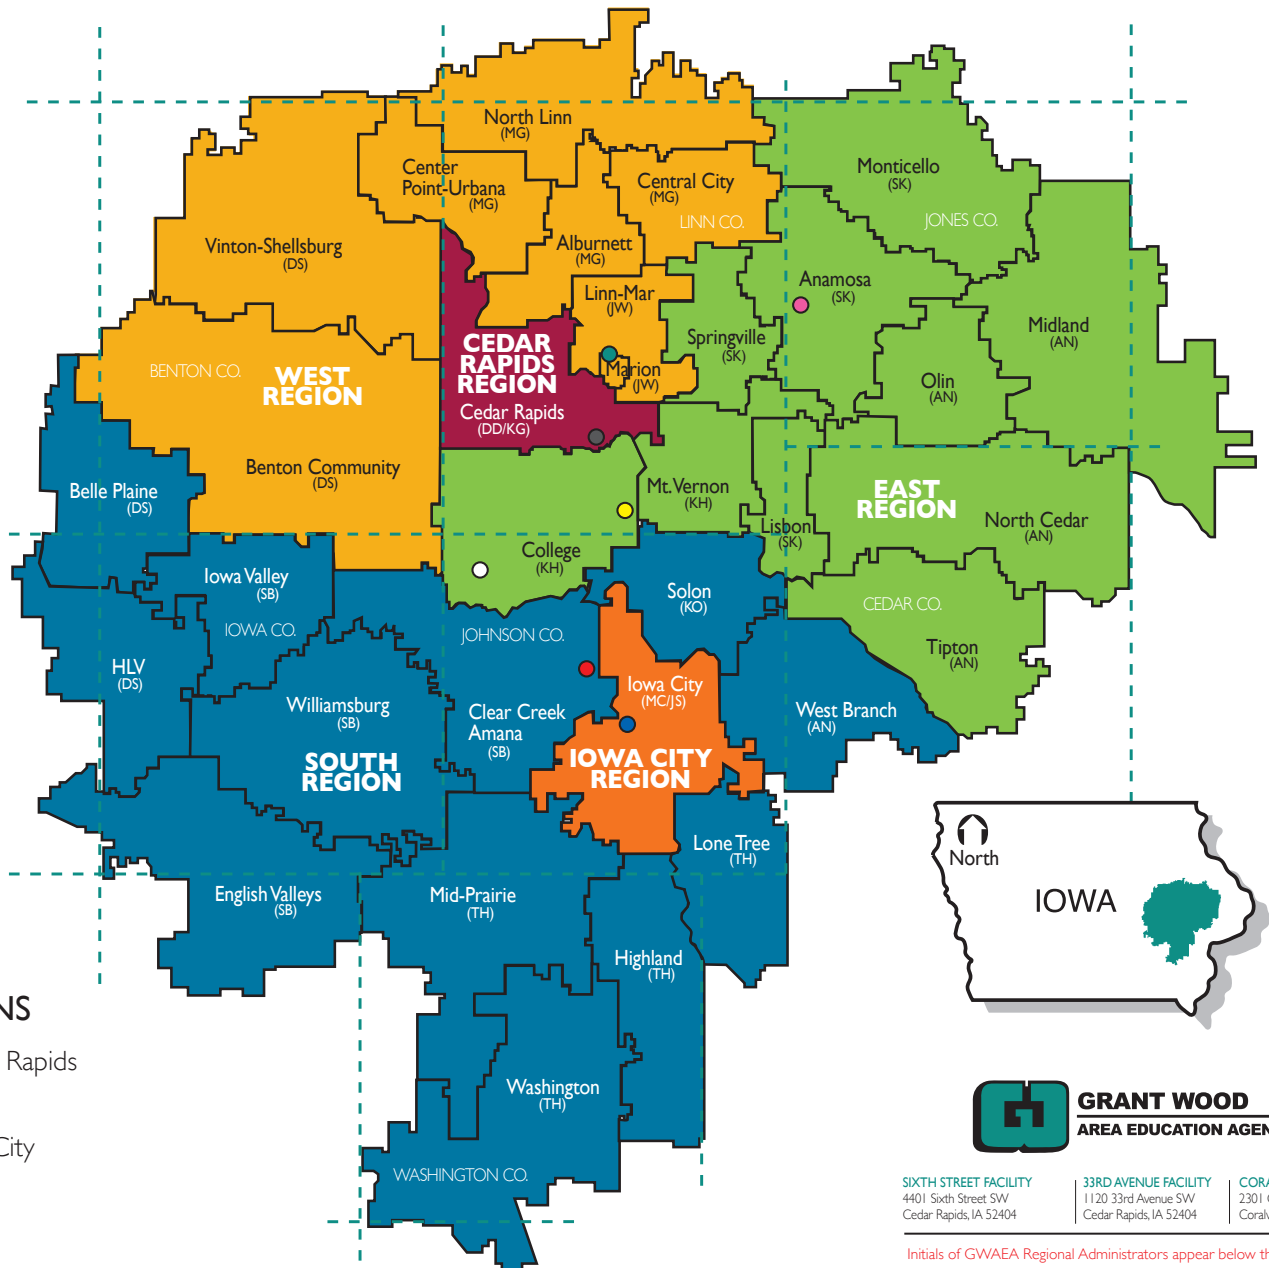 North Linn
(MG)
Center
Point-Urbana
(MG)
Central City
(MG)
LINN CO.
Monticello
(SK)
JONES CO.
Vinton-Shellsburg
(DS)
Alburnett
(MG)
Linn-Mar
(JW)
Anamosa
(SK)
Springville
(SK)
Midland
(AN)
CEDAR
RAPIDS
REGION
Marion
(JW)
BENTON CO.
WEST
REGION
Olin
(AN)
Cedar Rapids
(DD/KG)
Benton Community
(DS)
Belle Plaine
(DS)
Mt. Vernon
(KH)
EAST
REGION
Lisbon
(SK)
North Cedar
(AN)
College
(KH)
Iowa Valley
(SB)
Solon
(KO)
CEDAR CO.
IOWA CO.
JOHNSON CO.
Tipton
(AN)
HLV
(DS)
Iowa City
(MC/JS)
Williamsburg
(SB)
Clear Creek
Amana
(SB)
West Branch
(AN)
SOUTH
REGION
IOWA CITY
REGION
Lone Tree
(TH)
North
IOWA
English Valleys
(SB)
Mid-Prairie
(TH)
Highland
(TH)
NS
Rapids
City
Washington
(TH)
WASHINGTON CO.
GRANT WOOD
AREA EDUCATION AGEN
SIXTH STREET FACILITY
4401 Sixth Street SW
Cedar Rapids, IA 52404
33RD AVENUE FACILITY
1120 33rd Avenue SW
Cedar Rapids, IA 52404
CORA
2301
Coralv
Initials of GWAEA Regional Administrators appear below th